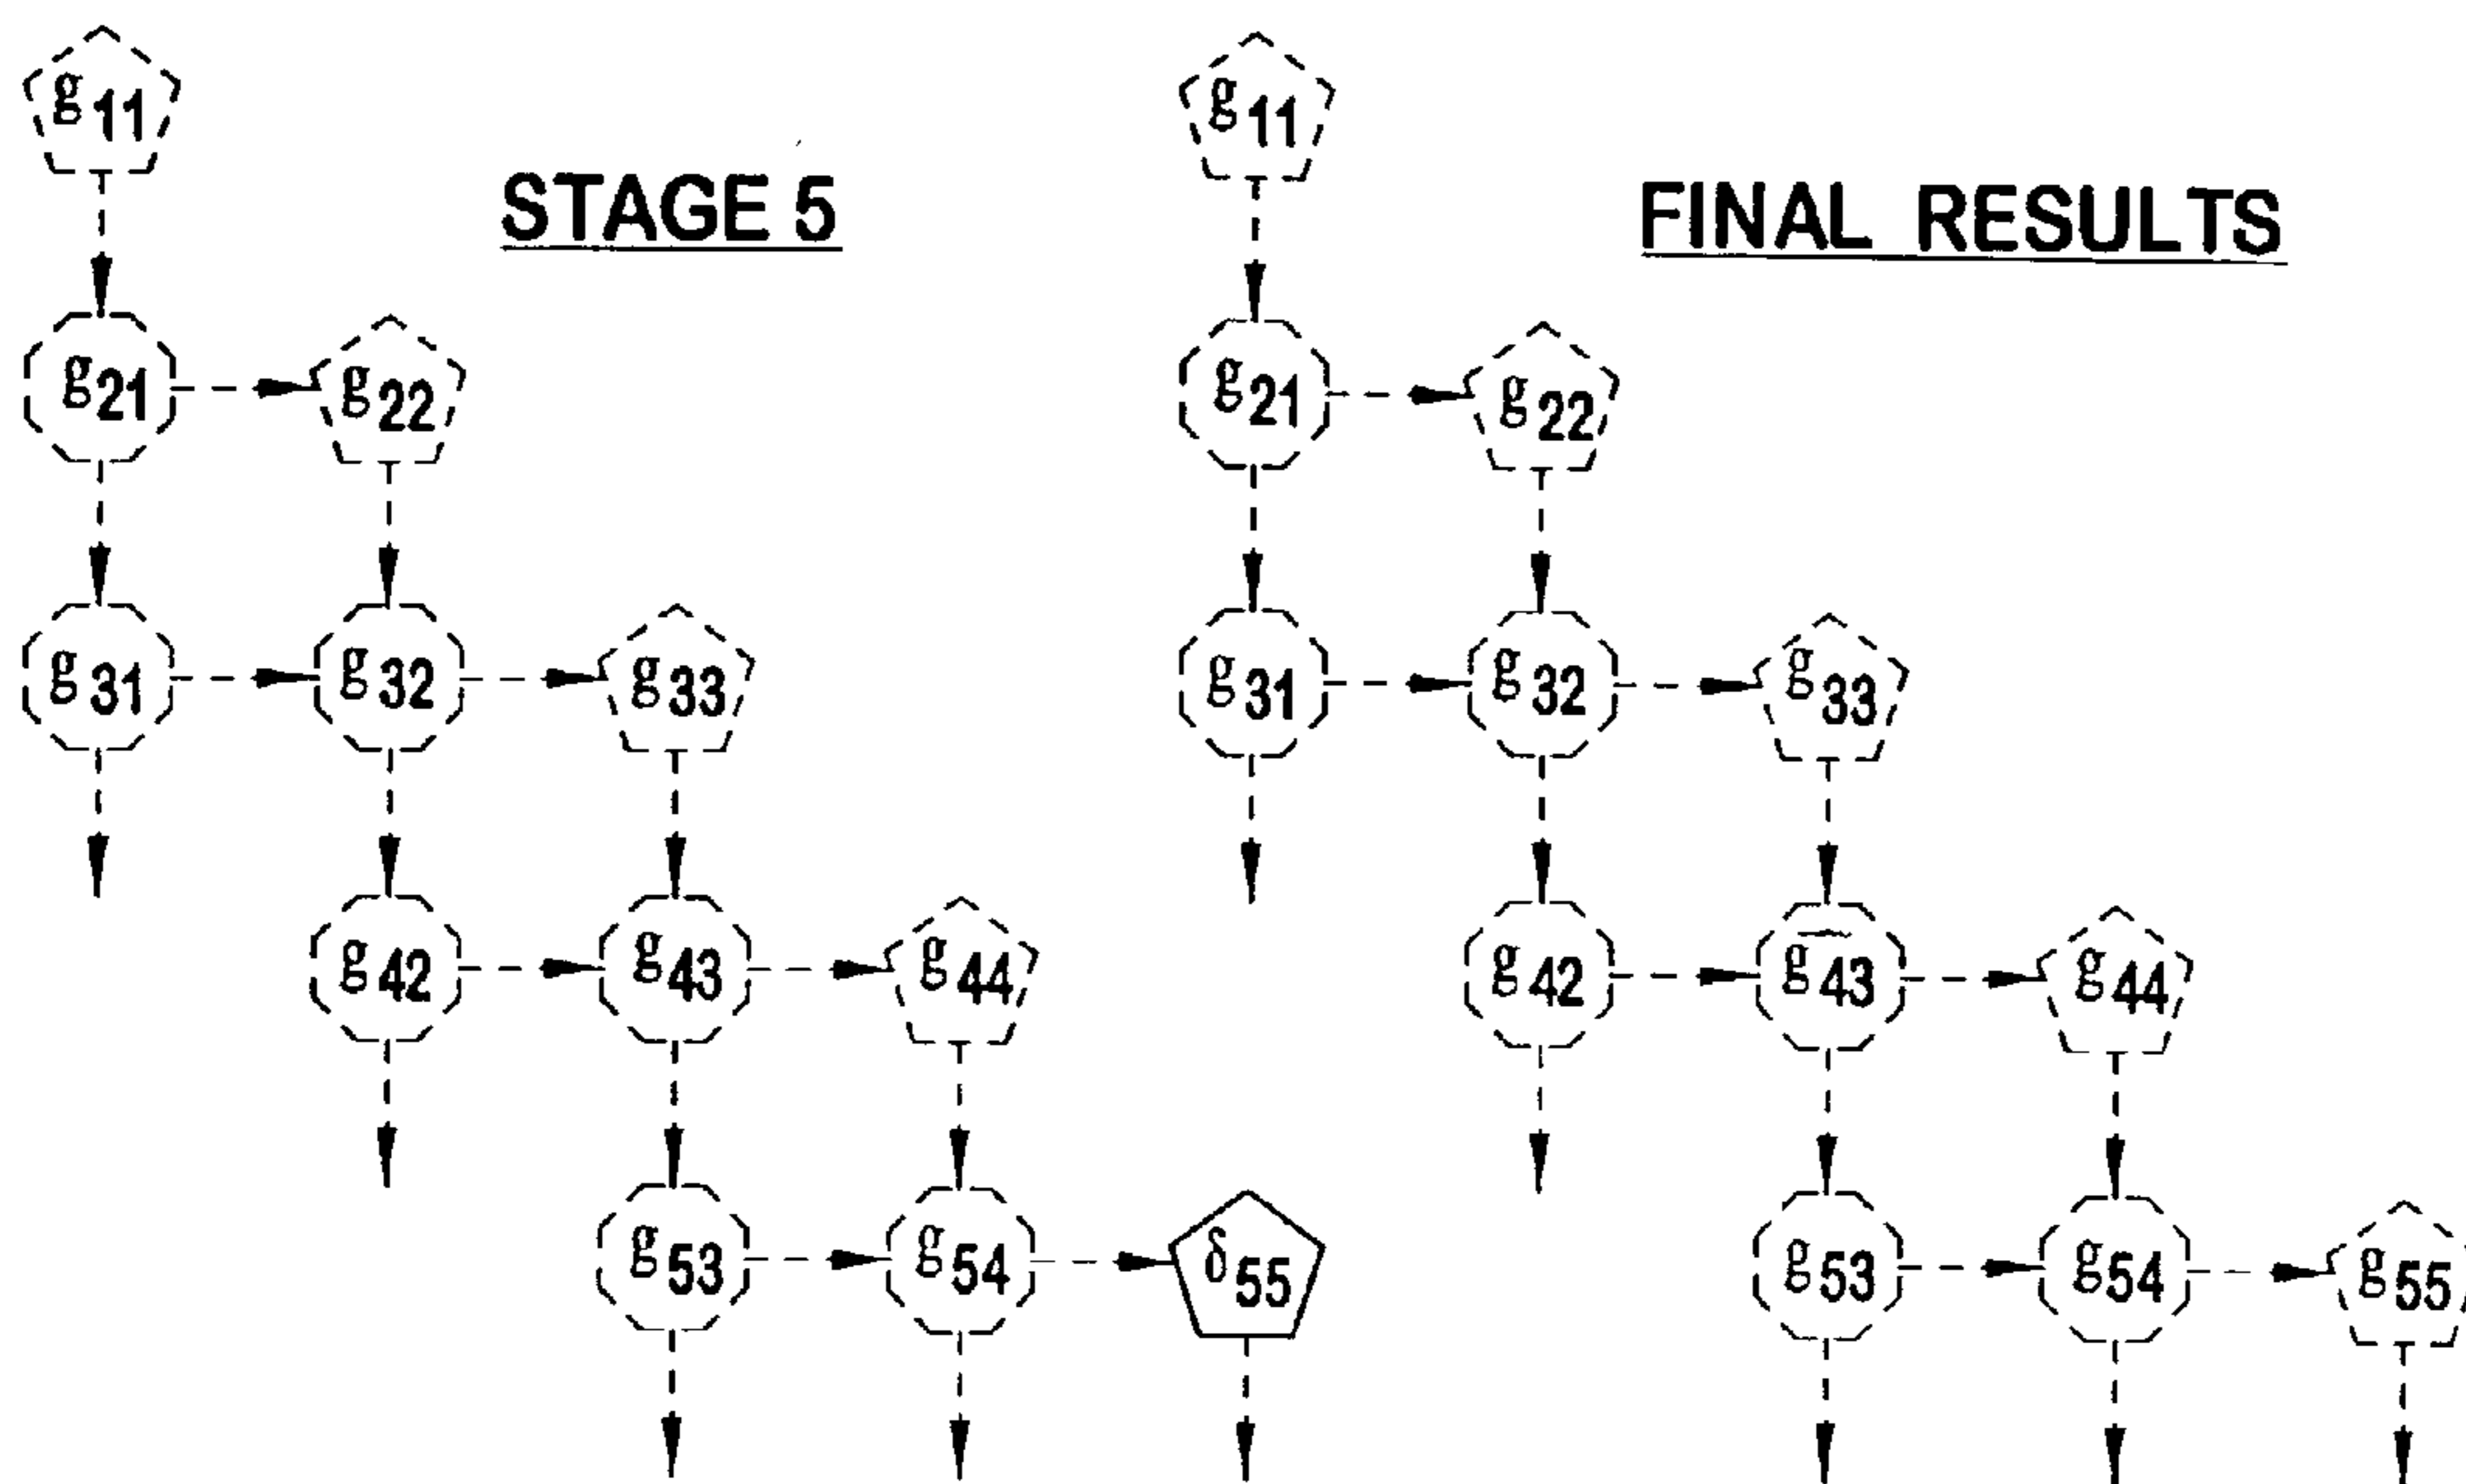 g11
STAGE 5
g21 g22
g31 g32 g33
g42 g43 g44
g53 g54 δ55
g11
FINAL RESULTS
g21 g22
g31 g32 g33
g42 g43 g44
g53 g54 g55